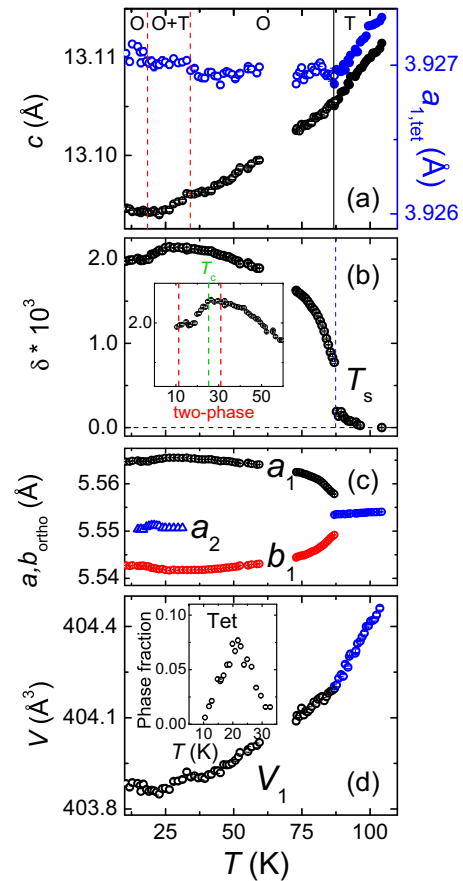 O O+T O T
13.11
13.10
c (Å)
3.927
3.926
a1,tet (Å)
(a)
2.0
1.0
0.0
δ * 10³
(b)
Tc
2.0
10 30 50
two-phase
Ts
5.56
5.55
5.54
a,bortho (Å)
(c)
a1
a2
b1
404.4
404.1
403.8
V (Å³)
0.10
0.05
0.00
Phase fraction
Tet
10 20 30
T (K)
V1
(d)
25 50 75 100
T (K)